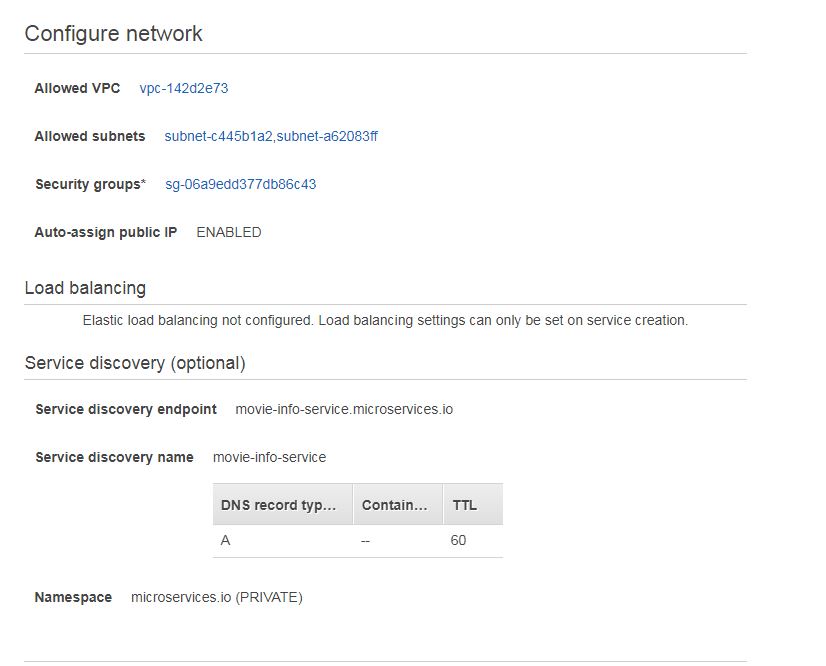 Configure network
Allowed VPC vpc-142d2e73
Allowed subnets subnet-c445b1a2,subnet-a62083ff
Security groups* sg-06a9edd377db86c43
Auto-assign public IP ENABLED
Load balancing
Elastic load balancing not configured. Load balancing settings can only be set on service creation.
Service discovery (optional)
Service discovery endpoint movie-info-service.microservices.io
Service discovery name movie-info-service
DNS record typ... Contain... TTL
A -- 60
Namespace microservices.io (PRIVATE)